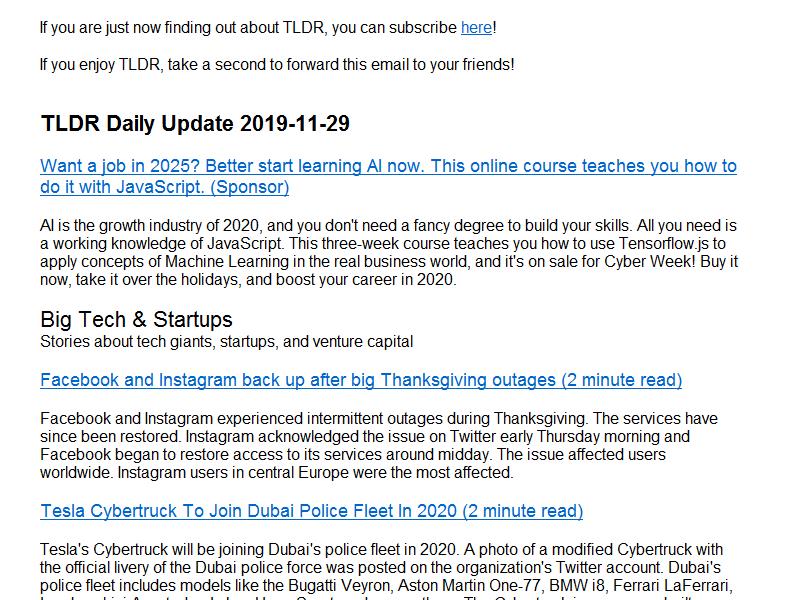 If you are just now finding out about TLDR, you can subscribe here!
If you enjoy TLDR, take a second to forward this email to your friends!
TLDR Daily Update 2019-11-29
Want a job in 2025? Better start learning AI now. This online course teaches you how to
do it with JavaScript. (Sponsor)
AI is the growth industry of 2020, and you don't need a fancy degree to build your skills. All you need is
a working knowledge of JavaScript. This three-week course teaches you how to use Tensorflow.js to
apply concepts of Machine Learning in the real business world, and it's on sale for Cyber Week! Buy it
now, take it over the holidays, and boost your career in 2020.
Big Tech & Startups
Stories about tech giants, startups, and venture capital
Facebook and Instagram back up after big Thanksgiving outages (2 minute read)
Facebook and Instagram experienced intermittent outages during Thanksgiving. The services have
since been restored. Instagram acknowledged the issue on Twitter early Thursday morning and
Facebook began to restore access to its services around midday. The issue affected users
worldwide. Instagram users in central Europe were the most affected.
Tesla Cybertruck To Join Dubai Police Fleet In 2020 (2 minute read)
Tesla's Cybertruck will be joining Dubai's police fleet in 2020. A photo of a modified Cybertruck with
the official livery of the Dubai police force was posted on the organization's Twitter account. Dubai's
police fleet includes models like the Bugatti Veyron, Aston Martin One-77, BMW i8, Ferrari LaFerrari,